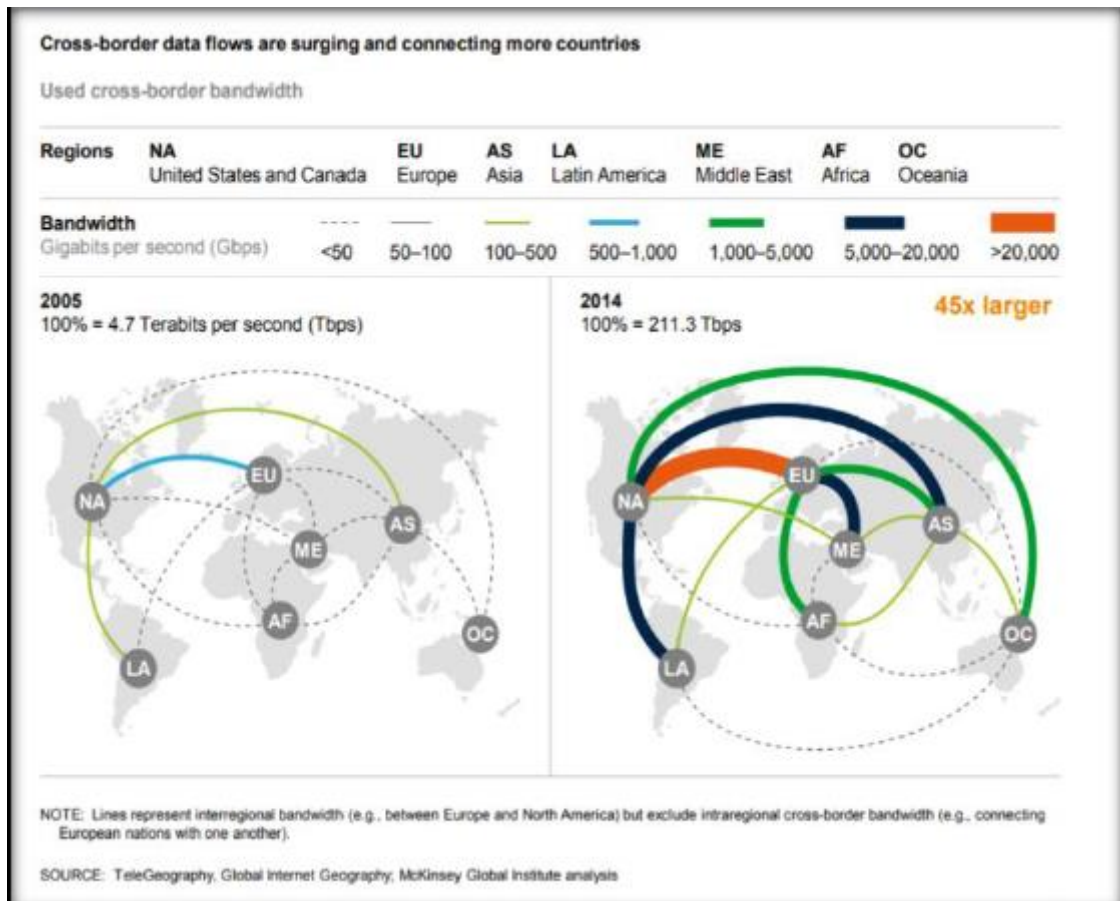 Cross-border data flows are surging and connecting more countries
Used cross-border bandwidth
Regions NA EU AS LA ME AF OC
United States and Canada Europe Asia Latin America Middle East Africa Oceania
Bandwidth
Gigabits per second (Gbps) <50 50–100 100–500 500–1,000 1,000–5,000 5,000–20,000 >20,000
2005
100% = 4.7 Terabits per second (Tbps)
NA
EU
AS
ME
AF
OC
LA
2014 45x larger
100% = 211.3 Tbps
NA
EU
AS
ME
AF
OC
LA
NOTE: Lines represent interregional bandwidth (e.g., between Europe and North America) but exclude intraregional cross-border bandwidth (e.g., connecting
European nations with one another).
SOURCE: TeleGeography, Global Internet Geography; McKinsey Global Institute analysis